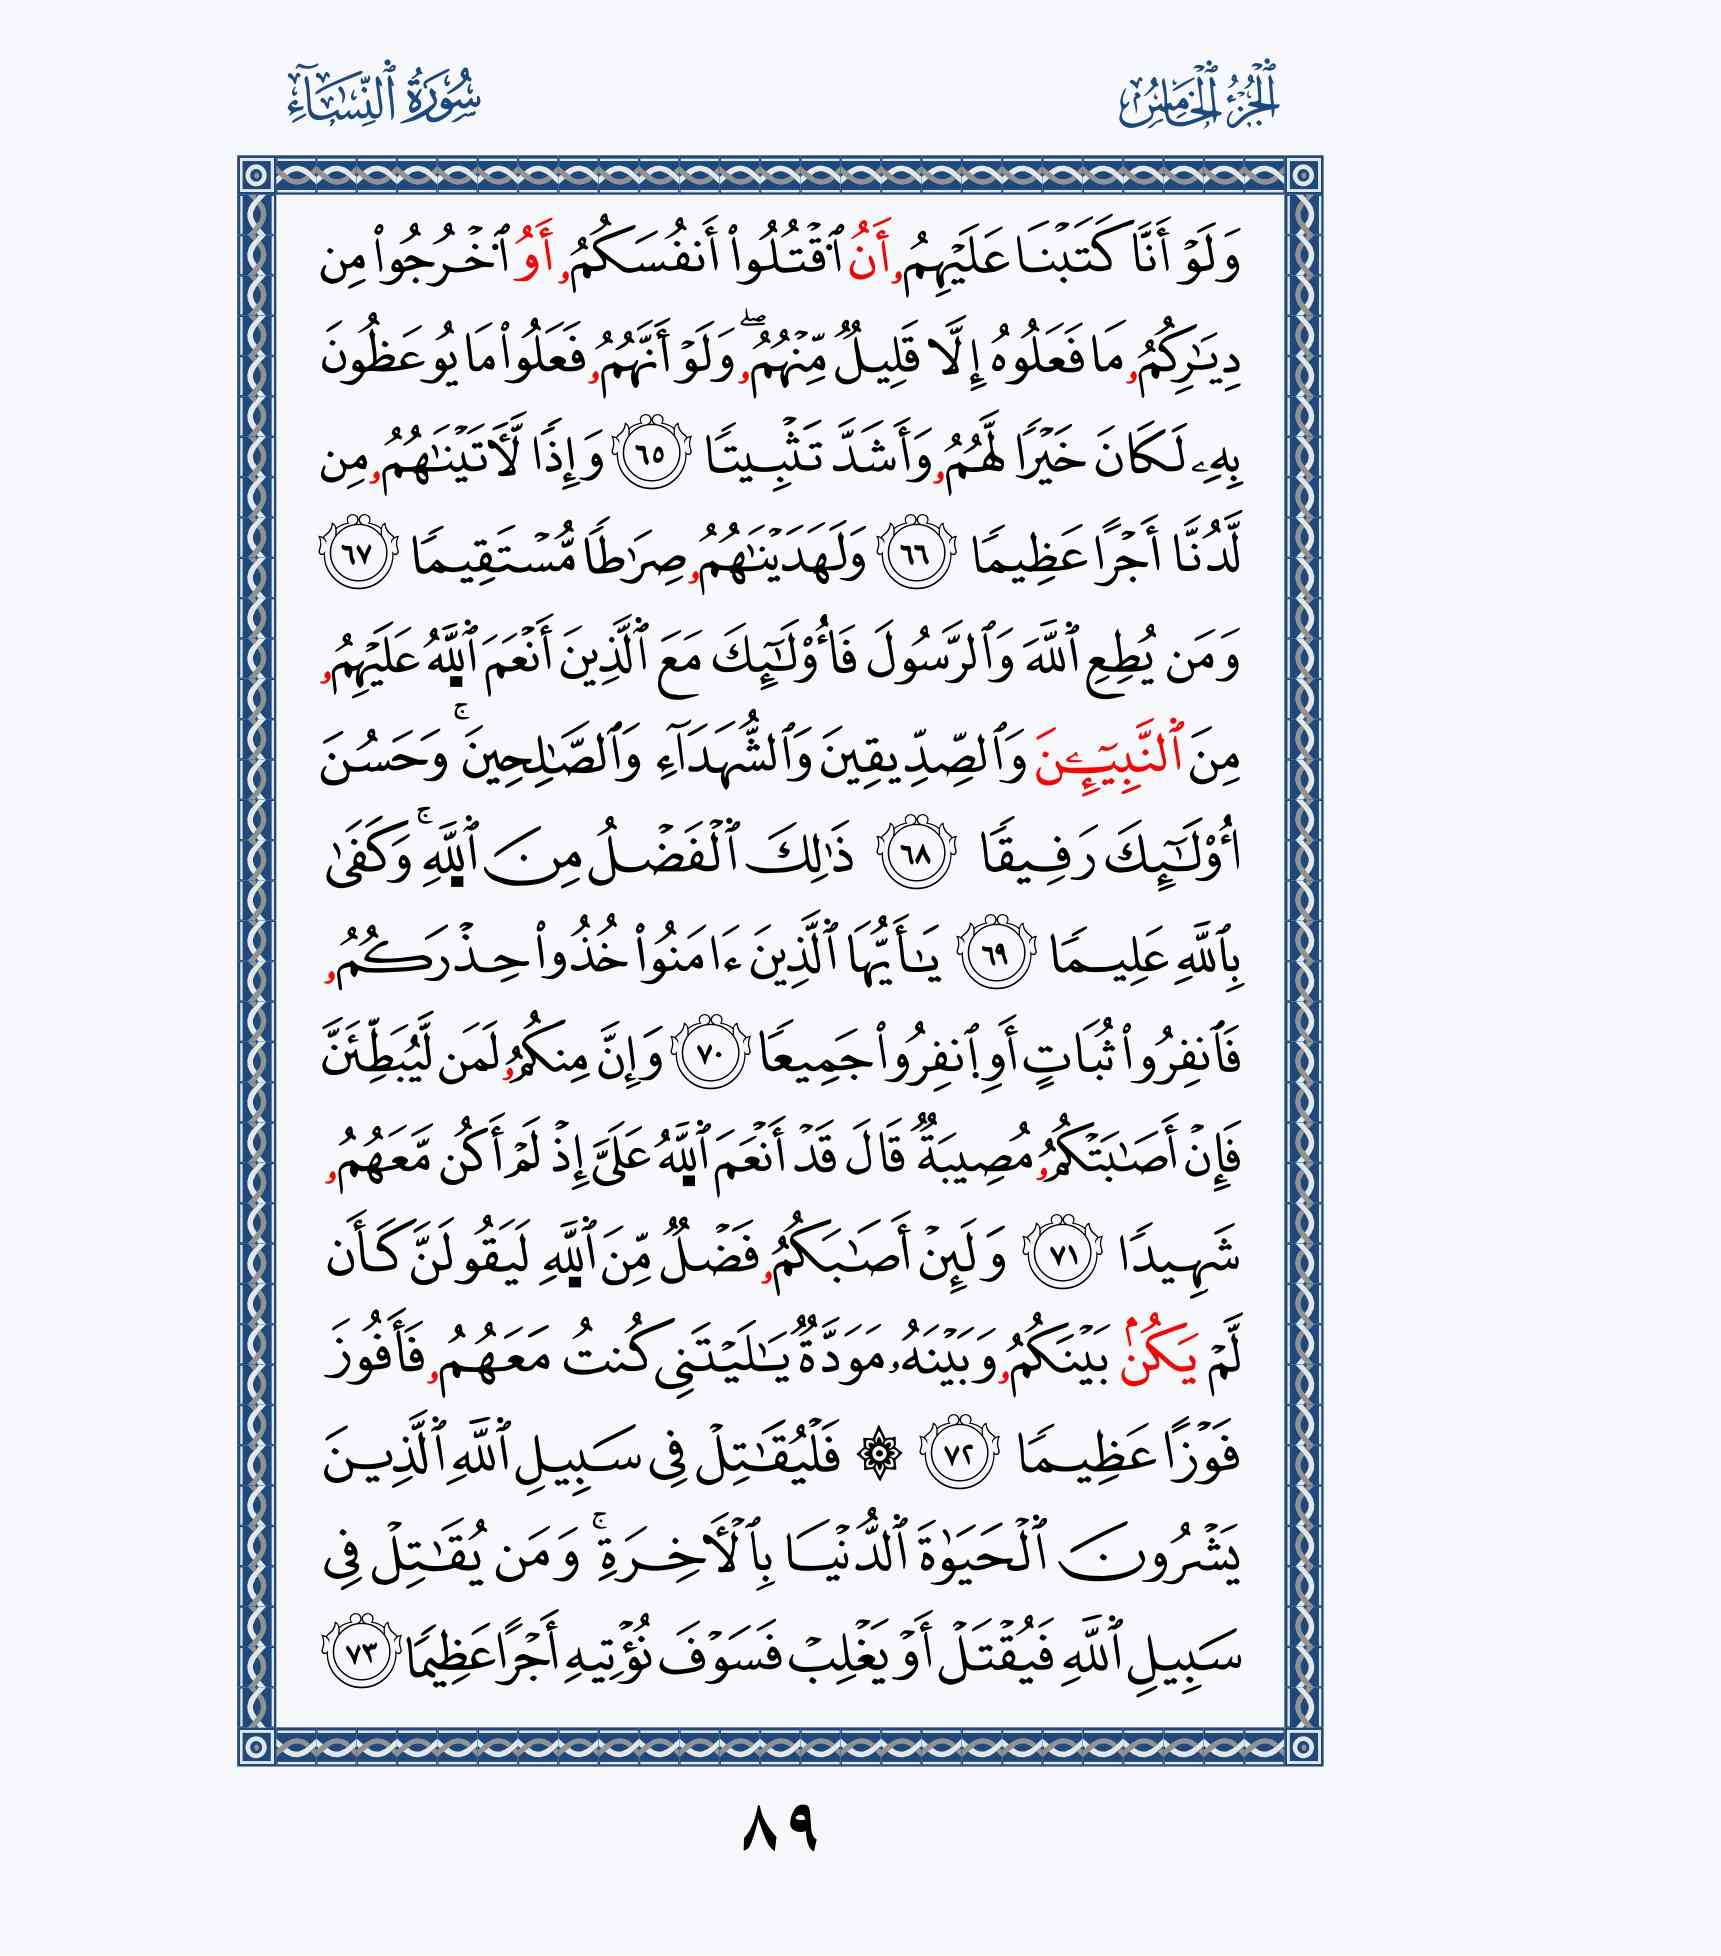 ٱلْجُزْءُ ٱلْخَامِسُ
سُورَةُ ٱلنِّسَآءِ
وَلَوْ أَنَّا كَتَبْنَا عَلَيْهِمُۥ أَنُ ٱقْتُلُوا۟ أَنفُسَكُمُۥ أَوُ ٱخْرُجُوا۟ مِن
دِيَٰرِكُمُۥ مَا فَعَلُوهُ إِلَّا قَلِيلٌ مِّنْهُمُۥۖ وَلَوْ أَنَّهُمُۥ فَعَلُوا۟ مَا يُوعَظُونَ
بِهِۦ لَكَانَ خَيْرًا لَّهُمُۥ وَأَشَدَّ تَثْبِيتًا ٦٥ وَإِذًا لَّأٓتَيْنَٰهُمُۥ مِن
لَّدُنَّا أَجْرًا عَظِيمًا ٦٦ وَلَهَدَيْنَٰهُمُۥ صِرَٰطًا مُّسْتَقِيمًا ٦٧
وَمَن يُطِعِ ٱللَّهَ وَٱلرَّسُولَ فَأُو۟لَٰٓئِكَ مَعَ ٱلَّذِينَ أَنْعَمَ ٱللَّهُ عَلَيْهِمُۥ
مِنَ ٱلنَّبِيٓـِٔينَ وَٱلصِّدِّيقِينَ وَٱلشُّهَدَآءِ وَٱلصَّٰلِحِينَۚ وَحَسُنَ
أُو۟لَٰٓئِكَ رَفِيقًا ٦٨ ذَٰلِكَ ٱلْفَضْلُ مِنَ ٱللَّهِۚ وَكَفَىٰ
بِٱللَّهِ عَلِيمًا ٦٩ يَٰأَيُّهَا ٱلَّذِينَ ءَامَنُوا۟ خُذُوا۟ حِذْرَكُمُۥ
فَٱنفِرُوا۟ ثُبَاتٍ أَوِ ٱنفِرُوا۟ جَمِيعًا ٧٠ وَإِنَّ مِنكُمُۥ لَمَن لَّيُبَطِّئَنَّ
فَإِنْ أَصَٰبَتْكُمُۥ مُصِيبَةٌ قَالَ قَدْ أَنْعَمَ ٱللَّهُ عَلَيَّ إِذْ لَمْ أَكُن مَّعَهُمُۥ
شَهِيدًا ٧١ وَلَئِنْ أَصَٰبَكُمُۥ فَضْلٌ مِّنَ ٱللَّهِ لَيَقُولَنَّ كَأَن
لَّمْ يَكُنۢ بَيْنَكُمُۥ وَبَيْنَهُۥ مَوَدَّةٌ يَٰلَيْتَنِى كُنتُ مَعَهُمُۥ فَأَفُوزَ
فَوْزًا عَظِيمًا ٧٢ ۞ فَلْيُقَٰتِلْ فِى سَبِيلِ ٱللَّهِ ٱلَّذِينَ
يَشْرُونَ ٱلْحَيَوٰةَ ٱلدُّنْيَا بِٱلْأَخِرَةِۚ وَمَن يُقَٰتِلْ فِى
سَبِيلِ ٱللَّهِ فَيُقْتَلْ أَوْ يَغْلِبْ فَسَوْفَ نُؤْتِيهِ أَجْرًا عَظِيمًا ٧٣
٨٩